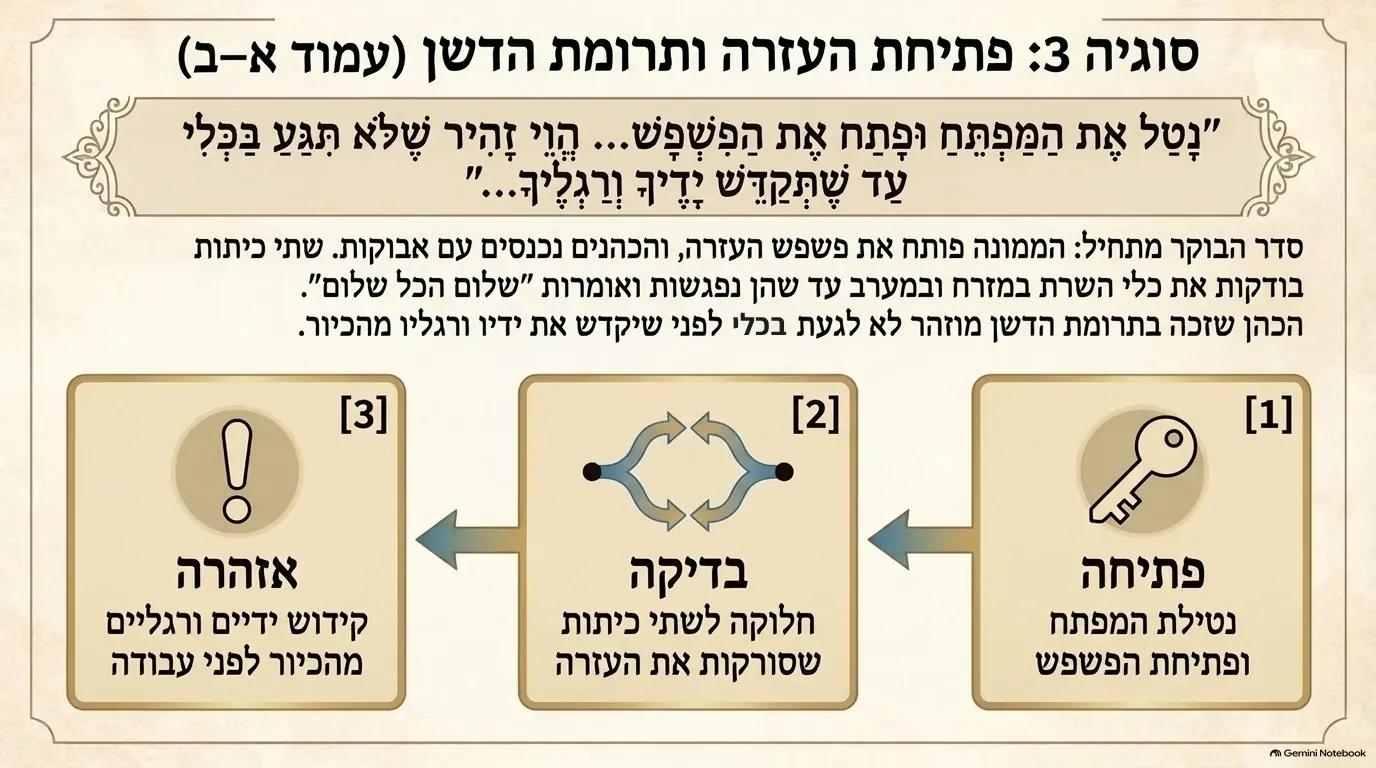 סוגיה 3: פתיחת העזרה ותרומת הדשן (עמוד א–ב)
"נָטַל אֶת הַמַּפְתֵּחַ וּפָתַח אֶת הַפִּשְׁפָּשׁ... הֱוֵי זָהִיר שֶׁלֹּא תִּגַּע בַּכְּלִי
עַד שֶׁתְּקַדֵּשׁ יָדֶיךָ וְרַגְלֶיךָ..."
סדר הבוקר מתחיל: הממונה פותח את פשפש העזרה, והכהנים נכנסים עם אבוקות. שתי כיתות
בודקות את כלי השרת במזרח ובמערב עד שהן נפגשות ואומרות "שלום הכל שלום".
הכהן שזכה בתרומת הדשן מוזהר לא לגעת בכלי לפני שיקדש את ידיו ורגליו מהכיור.
[1]
פתיחה
נטילת המפתח
ופתיחת הפשפש
[2]
בדיקה
חלוקה לשתי כיתות
שסורקות את העזרה
[3]
אזהרה
קידוש ידיים ורגליים
מהכיור לפני עבודה
Gemini Notebook